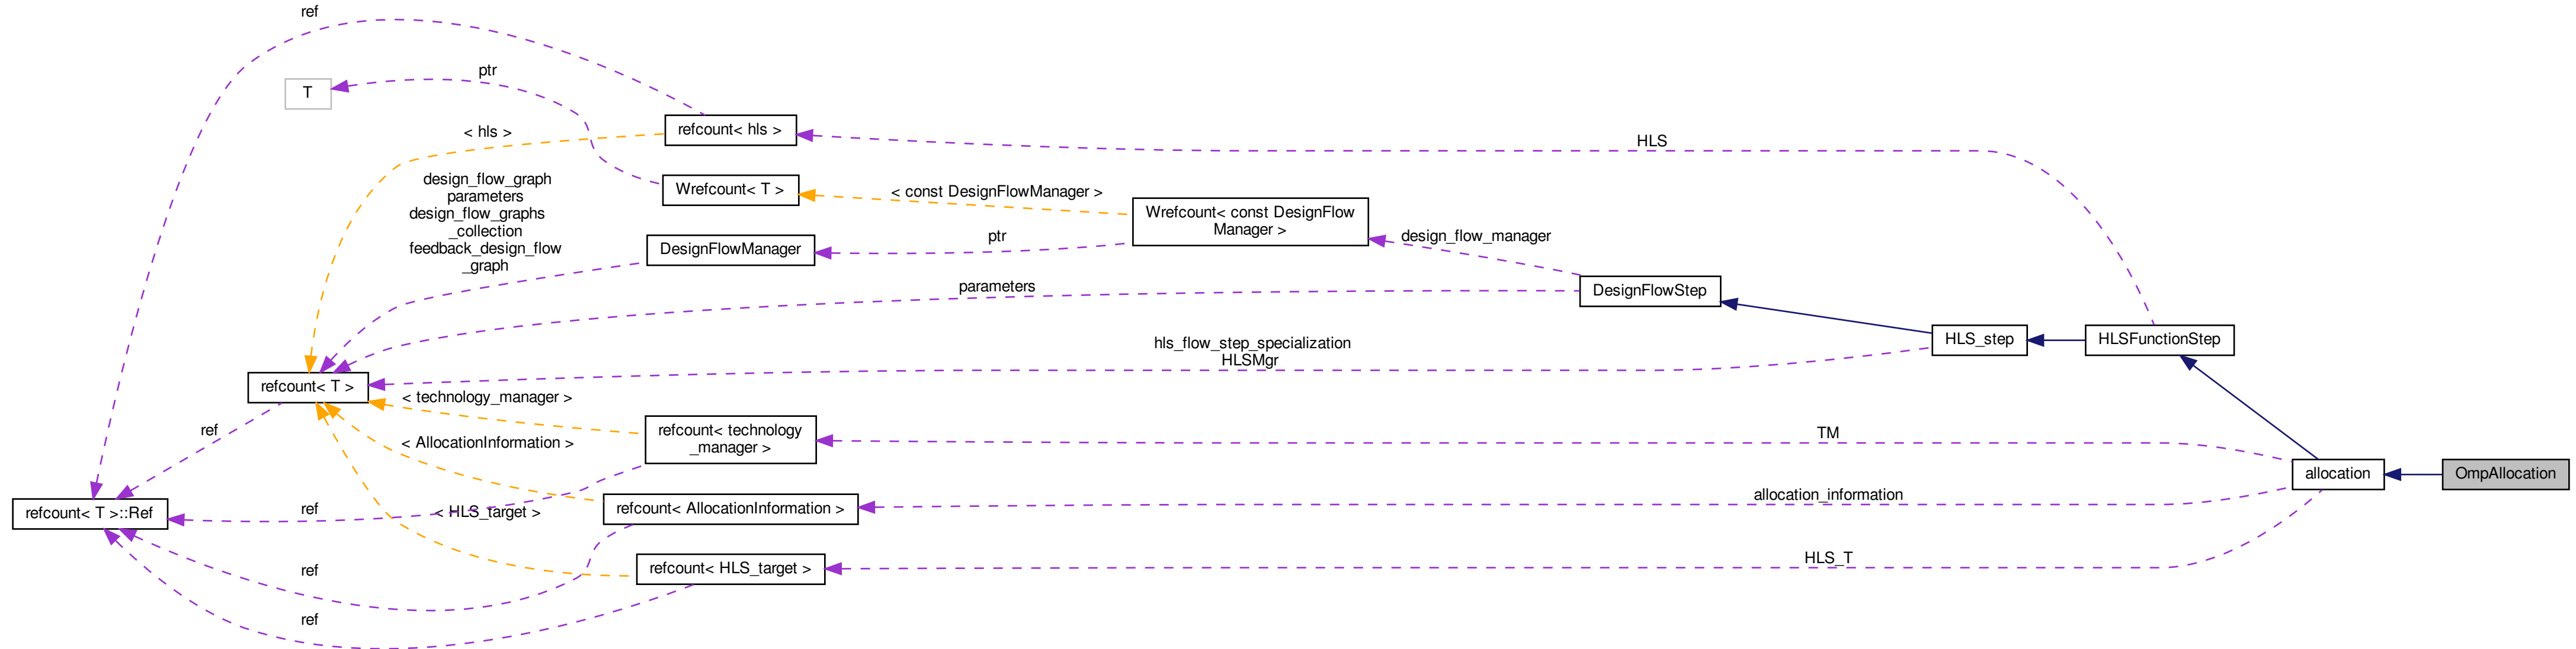 ref
ptr
T
refcount< hls >
< hls >
HLS
design_flow_graph
parameters
design_flow_graphs
_collection
feedback_design_flow
_graph
Wrefcount< T >
< const DesignFlowManager >
Wrefcount< const DesignFlow
Manager >
DesignFlowManager
ptr
design_flow_manager
parameters
DesignFlowStep
hls_flow_step_specialization
HLSMgr
HLS_step
HLSFunctionStep
refcount< T >
< technology_manager >
ref
refcount< technology
_manager >
< AllocationInformation >
TM
allocation
OmpAllocation
refcount< T >::Ref
ref
< HLS_target >
refcount< AllocationInformation >
allocation_information
ref
refcount< HLS_target >
HLS_T
ref